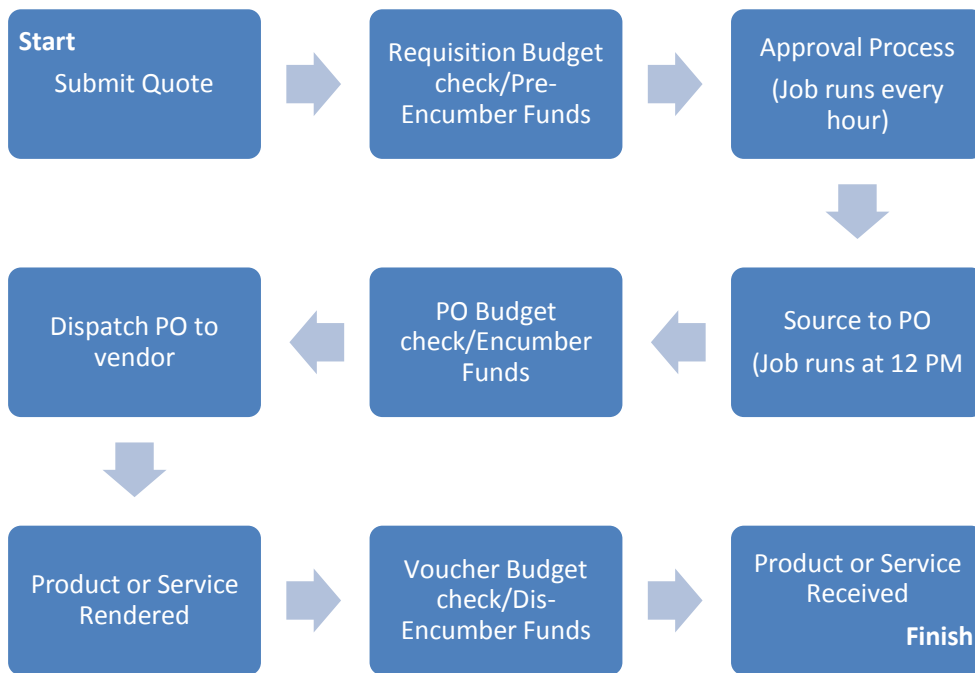 Start
Submit Quote
Requisition Budget
check/Pre-
Encumber Funds
Approval Process
(Job runs every
hour)
Source to PO
(Job runs at 12 PM
PO Budget
check/Encumber
Funds
Dispatch PO to
vendor
Product or Service
Rendered
Voucher Budget
check/Dis-
Encumber Funds
Product or Service
Received
Finish